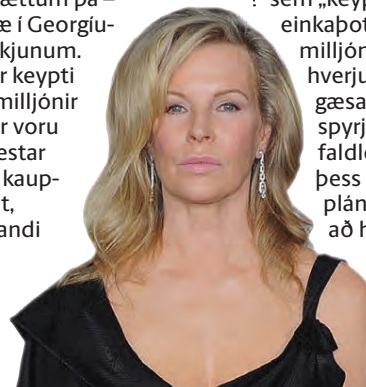 ættum þá –
æ í Georgíu-
kjunum.
r keypti
milljónir
r voru
estar
kaup-
t,
andi
? sem „keyp
einkaþot
milljón
hverju
gæsa
spyrj
faldle
þess
plán
að h